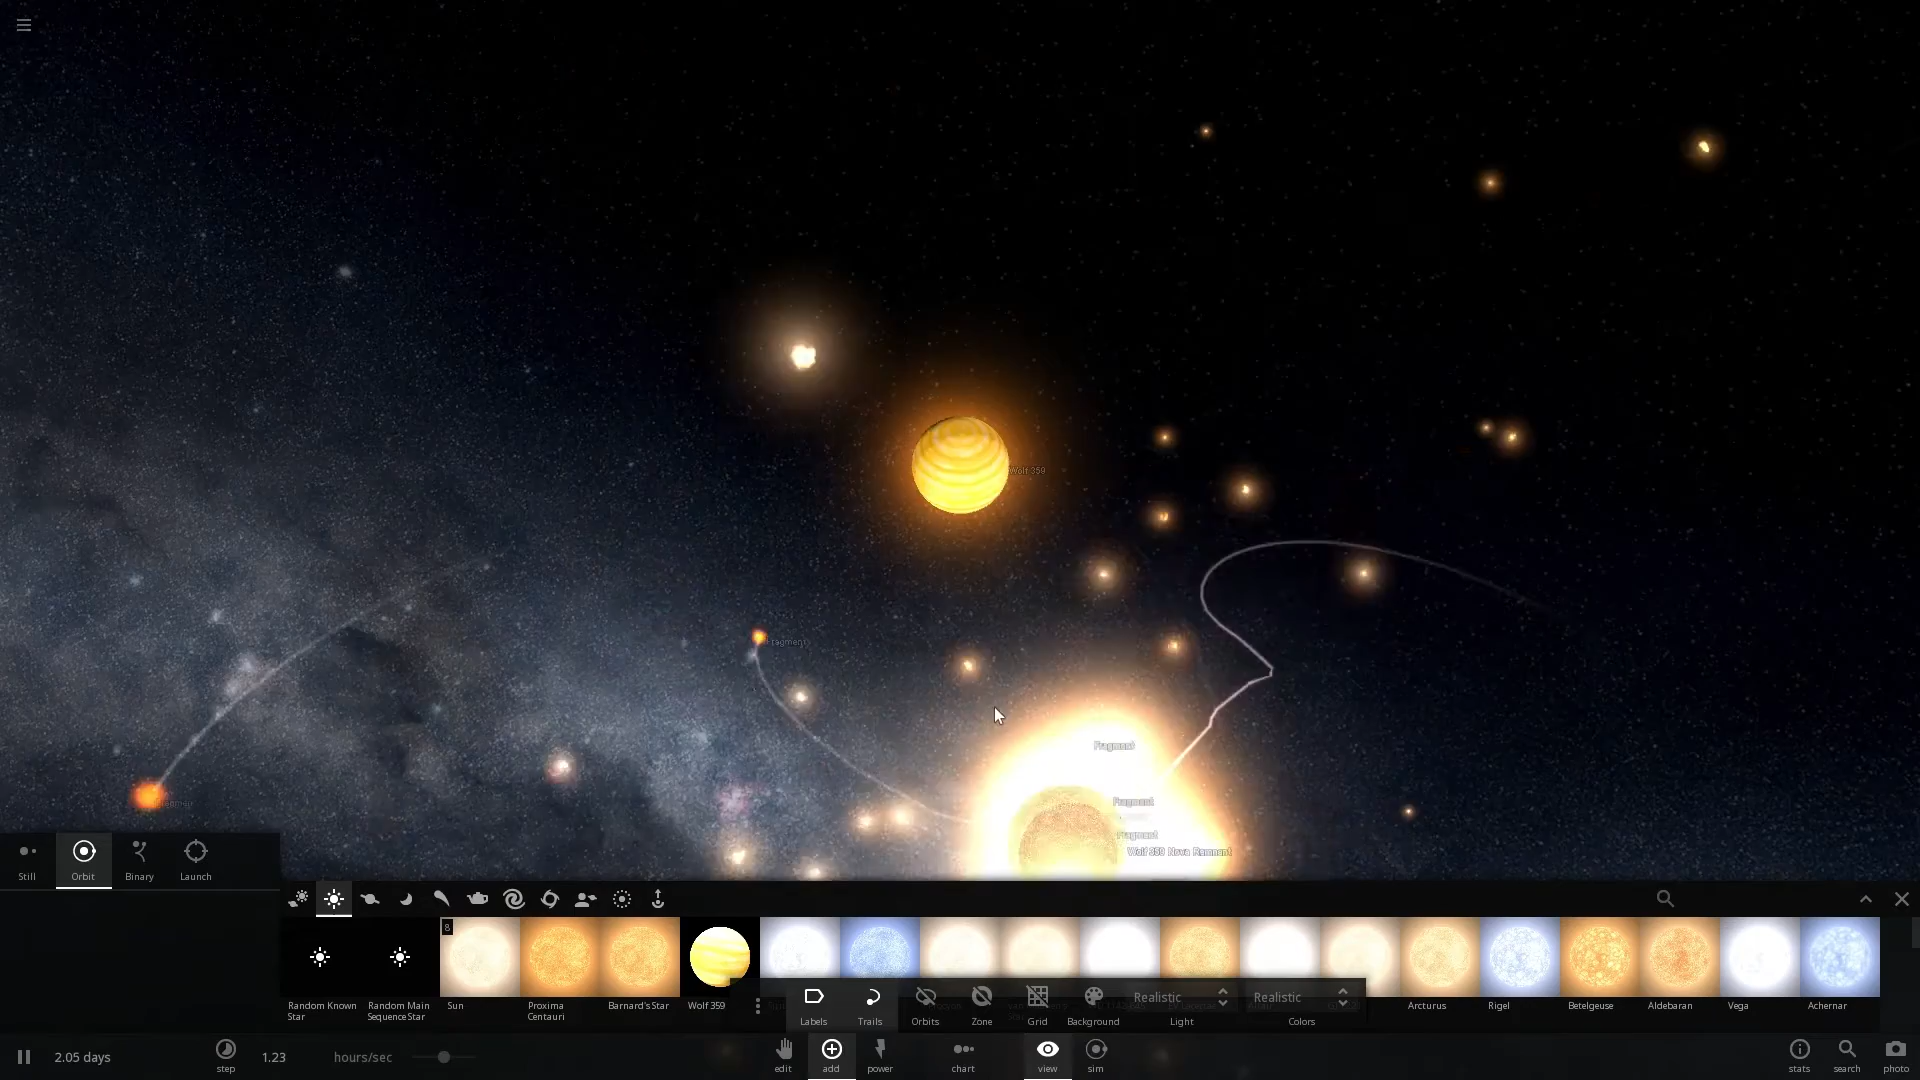 Wolf 359
Fragment
Fragment
Fragment
Fragment
Fragment
Wolf 359 Nova Remnant
Still
Orbit
Binary
Launch
8
Random Known
Star
Random Main
Sequence Star
Sun
Proxima
Centauri
Barnard's Star
Wolf 359
Arcturus
Rigel
Betelgeuse
Aldebaran
Vega
Achernar
Labels
Trails
Orbits
Zone
Grid
Background
Realistic
Light
Realistic
Colors
2.05 days
step
1.23
hours/sec
edit
add
power
chart
view
sim
stats
search
photo